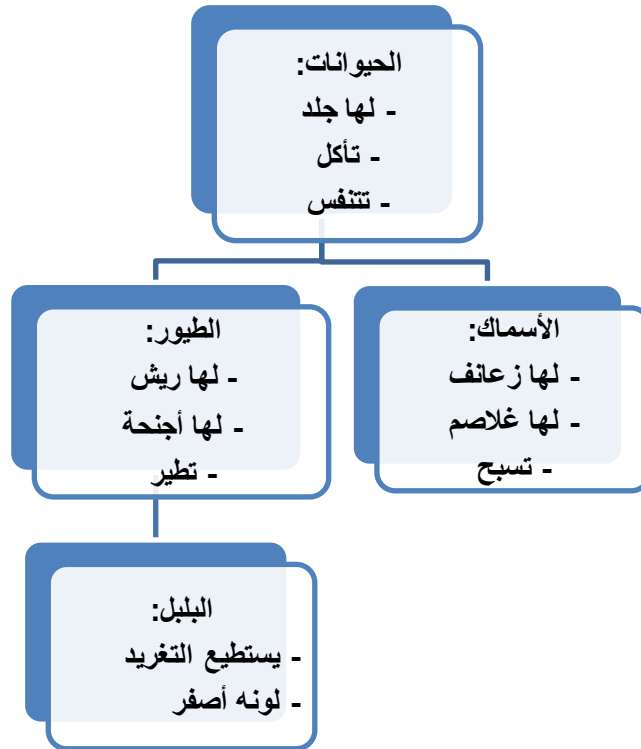 الحيوانات:
- لها جلد
- تأكل
- تتنفس
الأسماك:
- لها زعانف
- لها غلاصم
- تسبح
الطيور:
- لها ريش
- لها أجنحة
- تطير
البلبل:
- يستطيع التغريد
- لونه أصفر